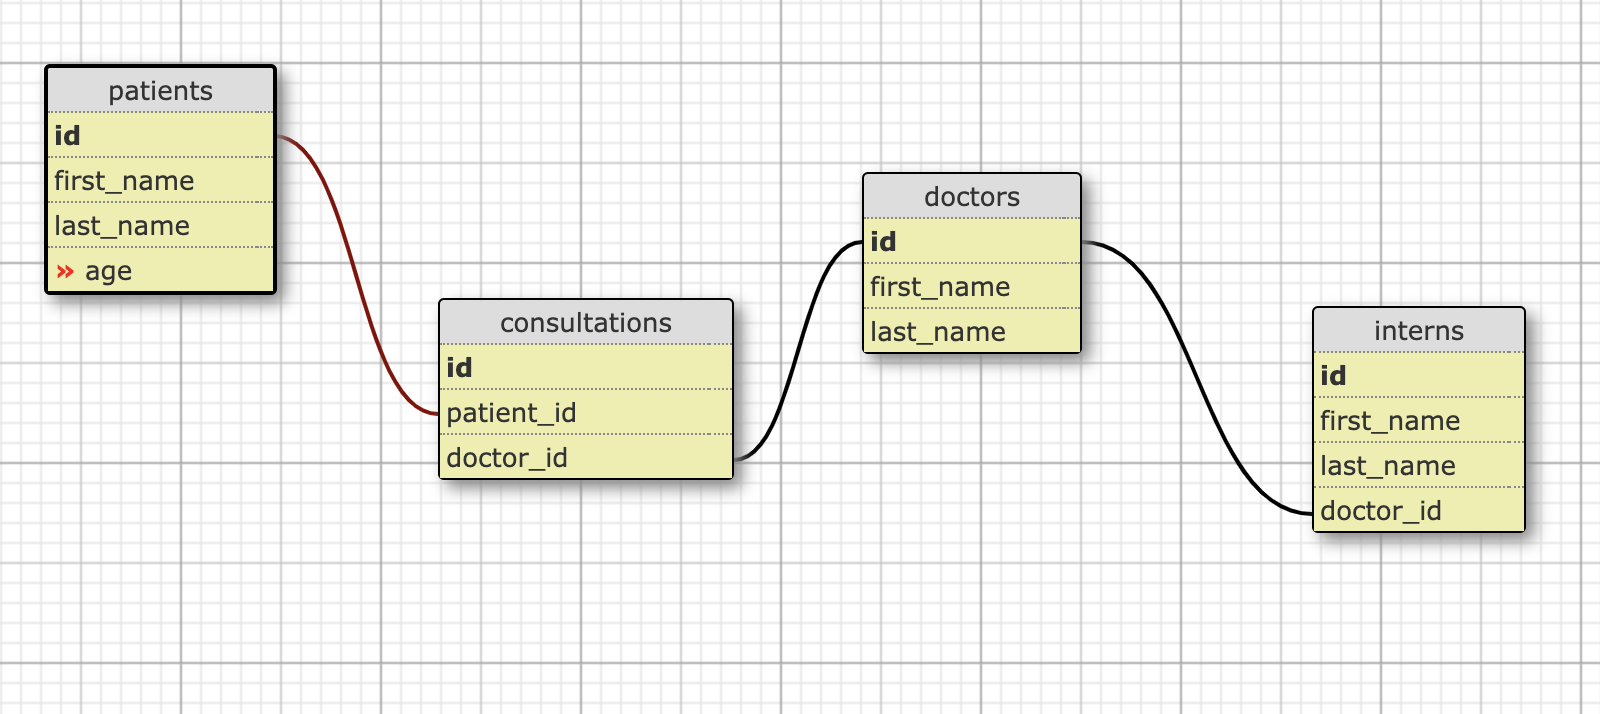 patients
id
first_name
last_name
» age
consultations
id
patient_id
doctor_id
doctors
id
first_name
last_name
interns
id
first_name
last_name
doctor_id